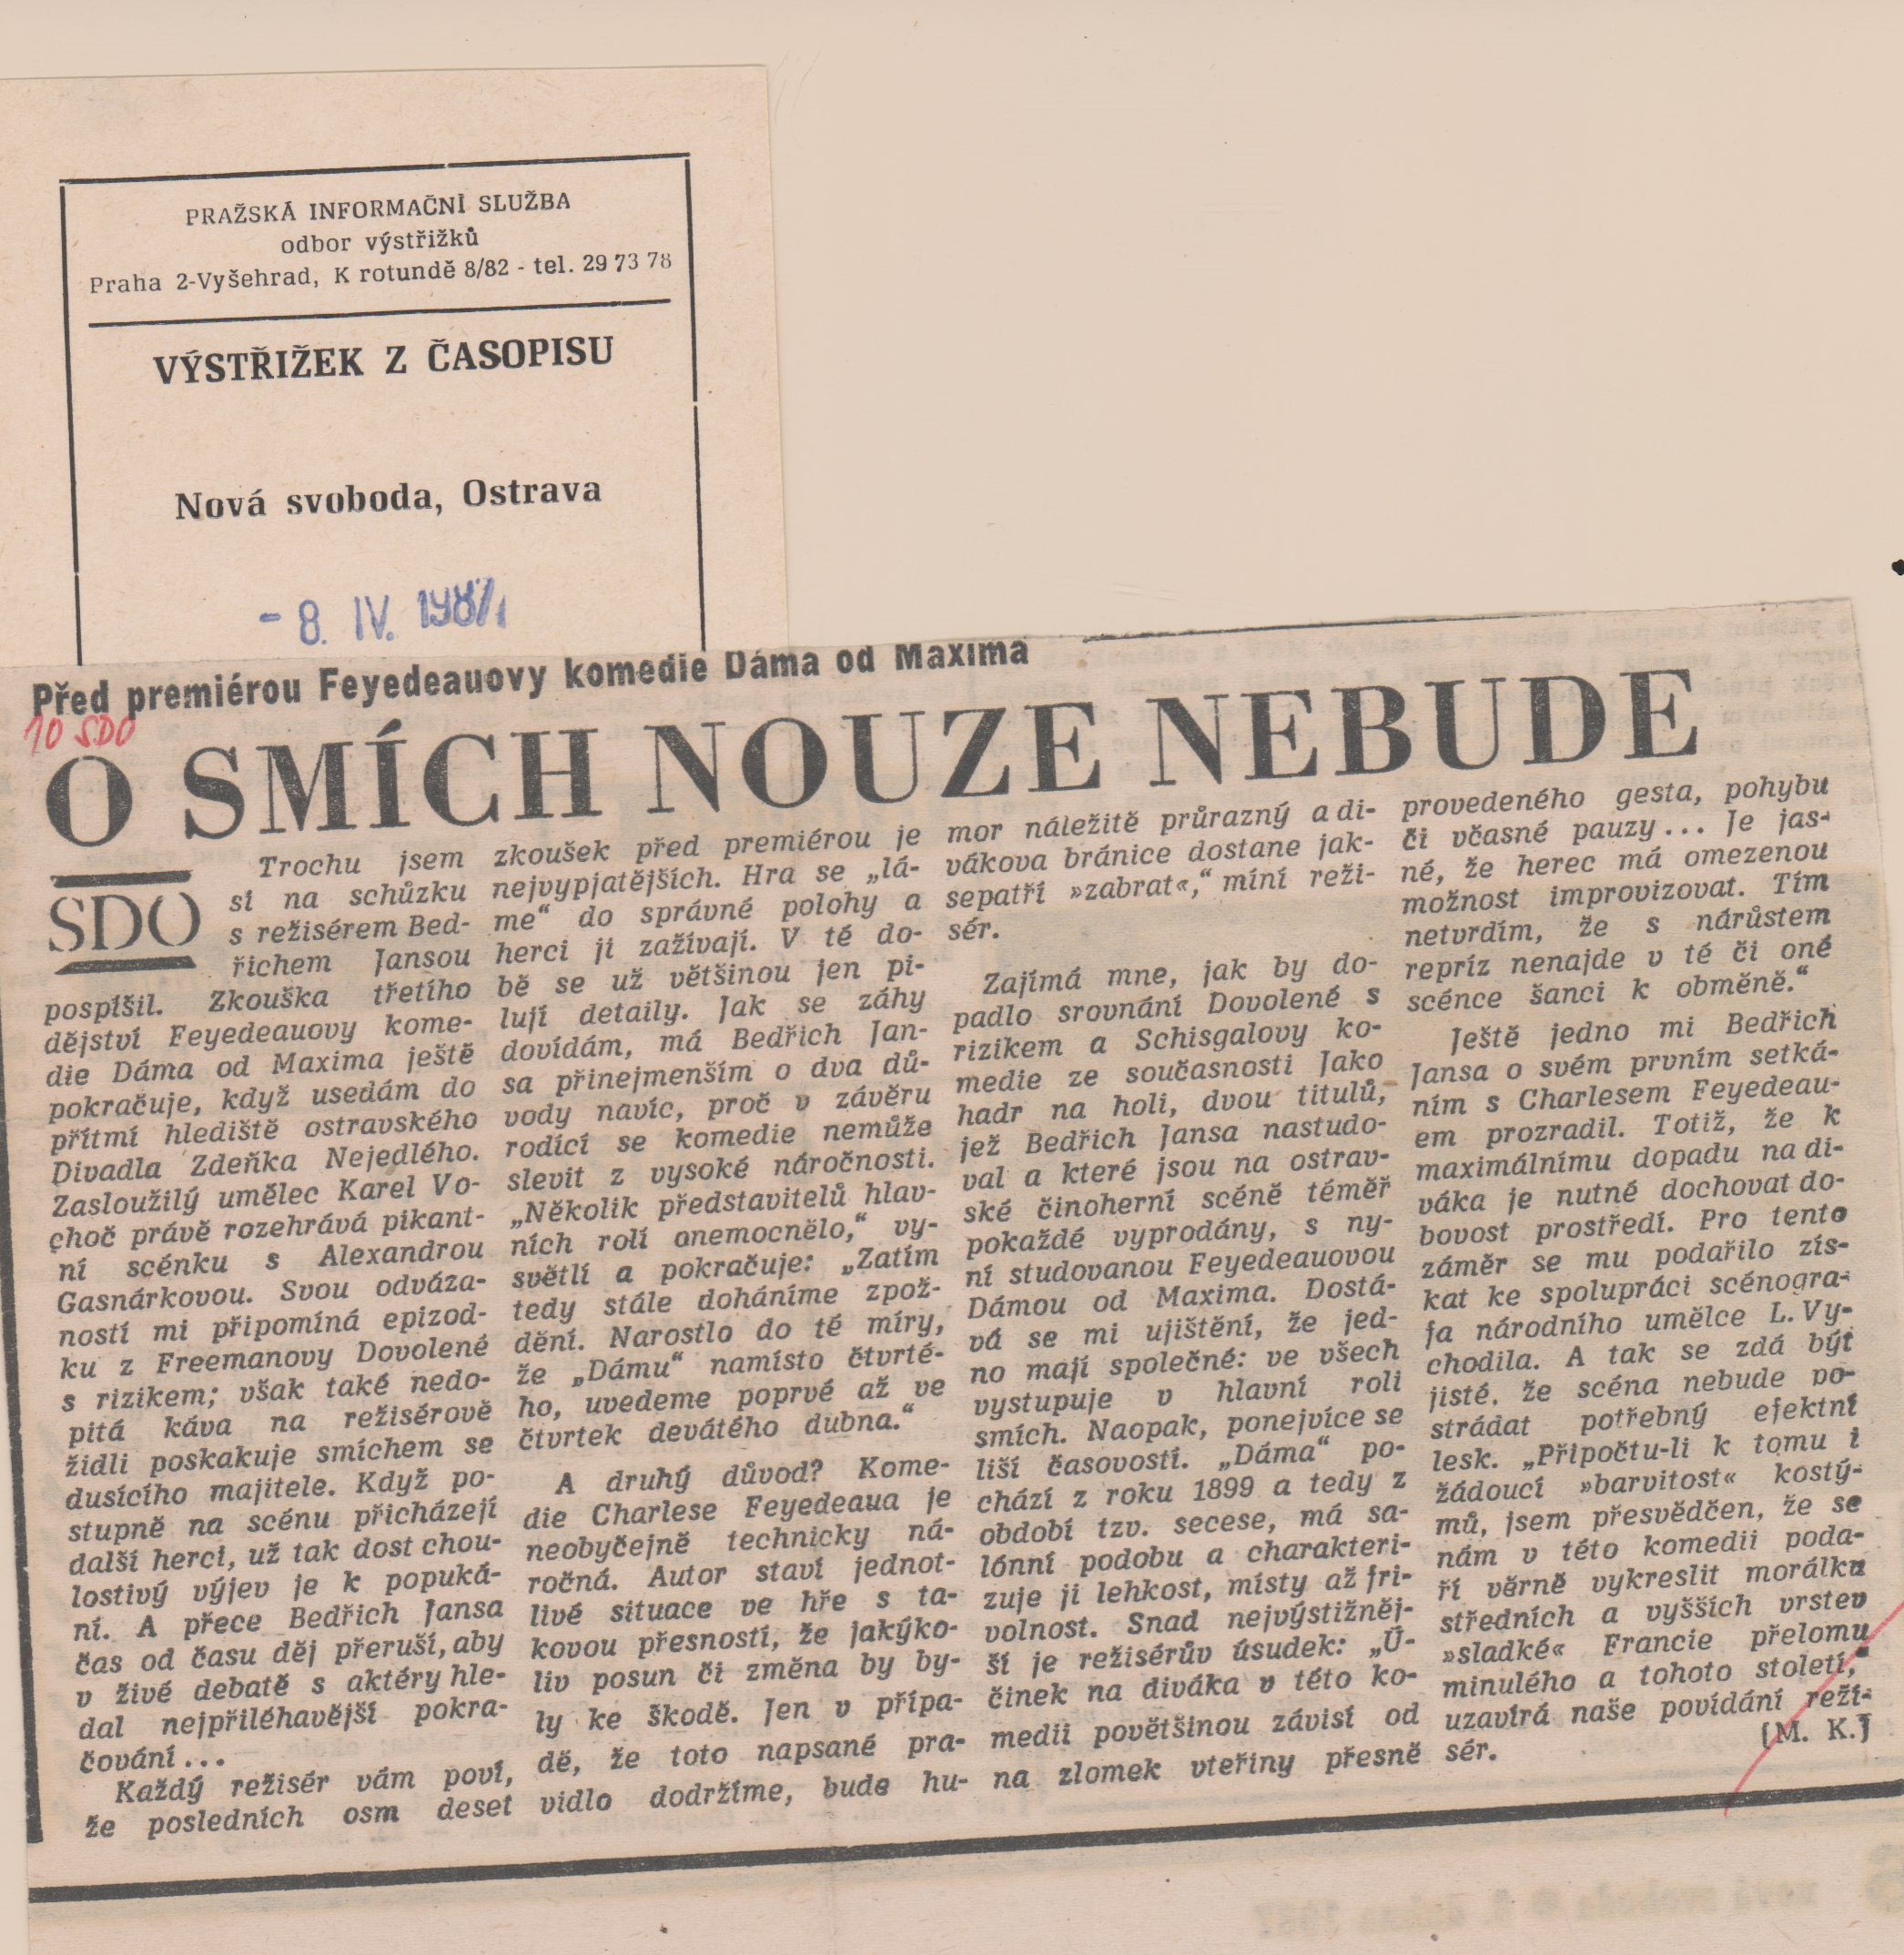 PRAŽSKÁ INFORMAČNÍ SLUŽBA
odbor výstřižků
Praha 2-Vyšehrad, K rotundě 8/82 - tel. 29 73 78
VÝSTŘIŽEK Z ČASOPISU
Nová svoboda, Ostrava
- 8. IV. 1987
Před premiérou Feyedeauovy komedie Dáma od Maxima
10 SDO
O SMÍCH NOUZE NEBUDE
SDO
Trochu jsem
si na schůzku
s režisérem Bed-
řichem Jansou
pospíšil. Zkouška třetího
dějství Feyedeauovy kome-
die Dáma od Maxima ještě
pokračuje, když usedám do
přítmí hlediště ostravského
Divadla Zdeňka Nejedlého.
Zasloužilý umělec Karel Vo-
choč právě rozehrává pikant-
ní scénku s Alexandrou
Gasnárkovou. Svou odváza-
ností mi připomíná epizod-
ku z Freemanovy Dovolené
s rizikem; však také nedo-
pitá káva na režisérově
židli poskakuje smíchem se
dusícího majitele. Když po-
stupně na scénu přicházejí
další herci, už tak dost chou-
lostivý výjev je k popuká-
ní. A přece Bedřich Jansa
čas od času děj přeruší, aby
v živé debatě s aktéry hle-
dal nejpřiléhavější pokra-
čování...
Každý režisér vám poví,
že posledních osm deset
zkoušek před premiérou je
nejvypjatějších. Hra se „lá-
me“ do správné polohy a
herci ji zažívají. V té do-
bě se už většinou jen pi-
lují detaily. Jak se záhy
dovídám, má Bedřich Jan-
sa přinejmenším o dva dů-
vody navíc, proč v závěru
rodící se komedie nemůže
slevit z vysoké náročnosti.
„Několik představitelů hlav-
ních rolí onemocnělo,“ vy-
světlí a pokračuje: „Zatím
tedy stále doháníme zpož-
dění. Narostlo do té míry,
že „Dámu“ namísto čtvrté-
ho, uvedeme poprvé až ve
čtvrtek devátého dubna.“
A druhý důvod? Kome-
die Charlese Feyedeaua je
neobyčejně technicky ná-
ročná. Autor staví jednot-
livé situace ve hře s ta-
kovou přesností, že jakýko-
liv posun či změna by by-
ly ke škodě. Jen v přípa-
dě, že toto napsané pra-
vidlo dodržíme, bude hu-
mor náležitě průrazný a di-
vákova bránice dostane jak-
sepatří »zabrat«,“ míní reži-
sér.
Zajímá mne, jak by do-
padlo srovnání Dovolené s
rizikem a Schisgalovy ko-
medie ze současnosti Jako
hadr na holi, dvou titulů,
jež Bedřich Jansa nastudo-
val a které jsou na ostrav-
ské činoherní scéně téměř
pokaždé vyprodány, s ny-
ní studovanou Feyedeauovou
Dámou od Maxima. Dostá-
vá se mi ujištění, že jed-
no mají společné: ve všech
vystupuje v hlavní roli
smích. Naopak, ponejvíce se
liší časovostí. „Dáma“ po-
chází z roku 1899 a tedy z
období tzv. secese, má sa-
lónní podobu a charakteri-
zuje ji lehkost, místy až fri-
volnost. Snad nejvýstižněj-
ší je režisérův úsudek: „Ú-
činek na diváka v této ko-
medii povětšinou závisí od
na zlomek vteřiny přesně
provedeného gesta, pohybu
či včasné pauzy... Je jas-
né, že herec má omezenou
možnost improvizovat. Tím
netvrdím, že s nárůstem
repríz nenajde v té či oné
scénce šanci k obměně.“
Ještě jedno mi Bedřich
Jansa o svém prvním setká-
ním s Charlesem Feyedeau-
em prozradil. Totiž, že k
maximálnímu dopadu na di-
váka je nutné dochovat do-
bovost prostředí. Pro tento
záměr se mu podařilo zís-
kat ke spolupráci scénogra-
fa národního umělce L. Vy-
chodila. A tak se zdá být
jisté, že scéna nebude po-
strádat potřebný efektní
lesk. „Připočtu-li k tomu i
žádoucí »barvitost« kostý-
mů, jsem přesvědčen, že se
nám v této komedii poda-
ří věrně vykreslit morálku
středních a vyšších vrstev
»sladké« Francie přelomu
minulého a tohoto století,“
uzavírá naše povídání reži-
sér.
(M. K.)